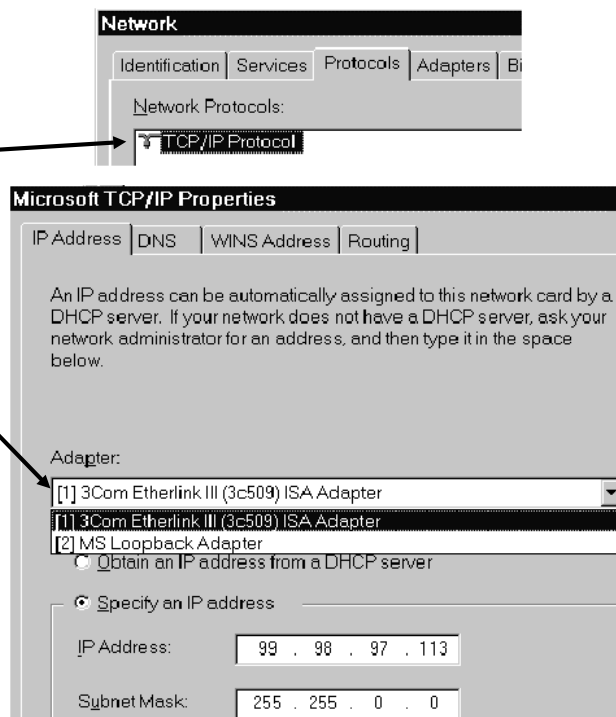 Network
Identification Services Protocols Adapters Bi
Network Protocols:
TCP/IP Protocol
Microsoft TCP/IP Properties
IP Address DNS WINS Address Routing
An IP address can be automatically assigned to this network card by a
DHCP server. If your network does not have a DHCP server, ask your
network administrator for an address, and then type it in the space
below.
Adapter:
[1] 3Com Etherlink III (3c509) ISA Adapter
[1] 3Com Etherlink III (3c509) ISA Adapter
[2] MS Loopback Adapter
Obtain an IP address from a DHCP server
Specify an IP address
IP Address: 99 . 98 . 97 . 113
Subnet Mask: 255 . 255 . 0 . 0